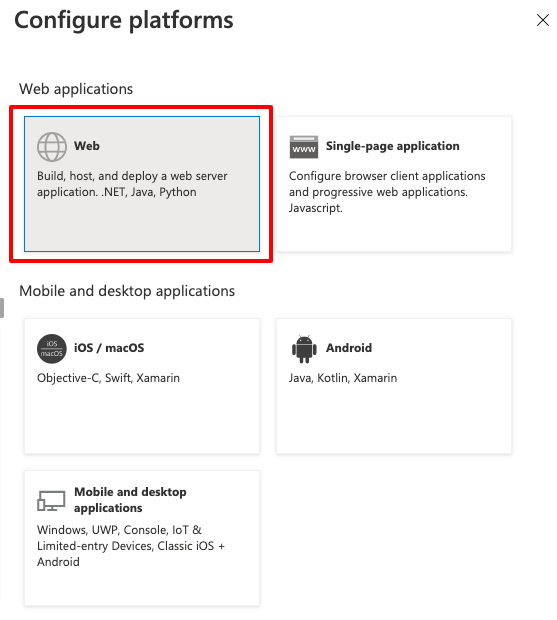 Configure platforms
Web applications
Web
Build, host, and deploy a web server
application. .NET, Java, Python
www
Single-page application
Configure browser client applications
and progressive web applications.
Javascript.
Mobile and desktop applications
iOS
macOS
iOS / macOS
Objective-C, Swift, Xamarin
Android
Java, Kotlin, Xamarin
Mobile and desktop
applications
Windows, UWP, Console, IoT &
Limited-entry Devices, Classic iOS +
Android